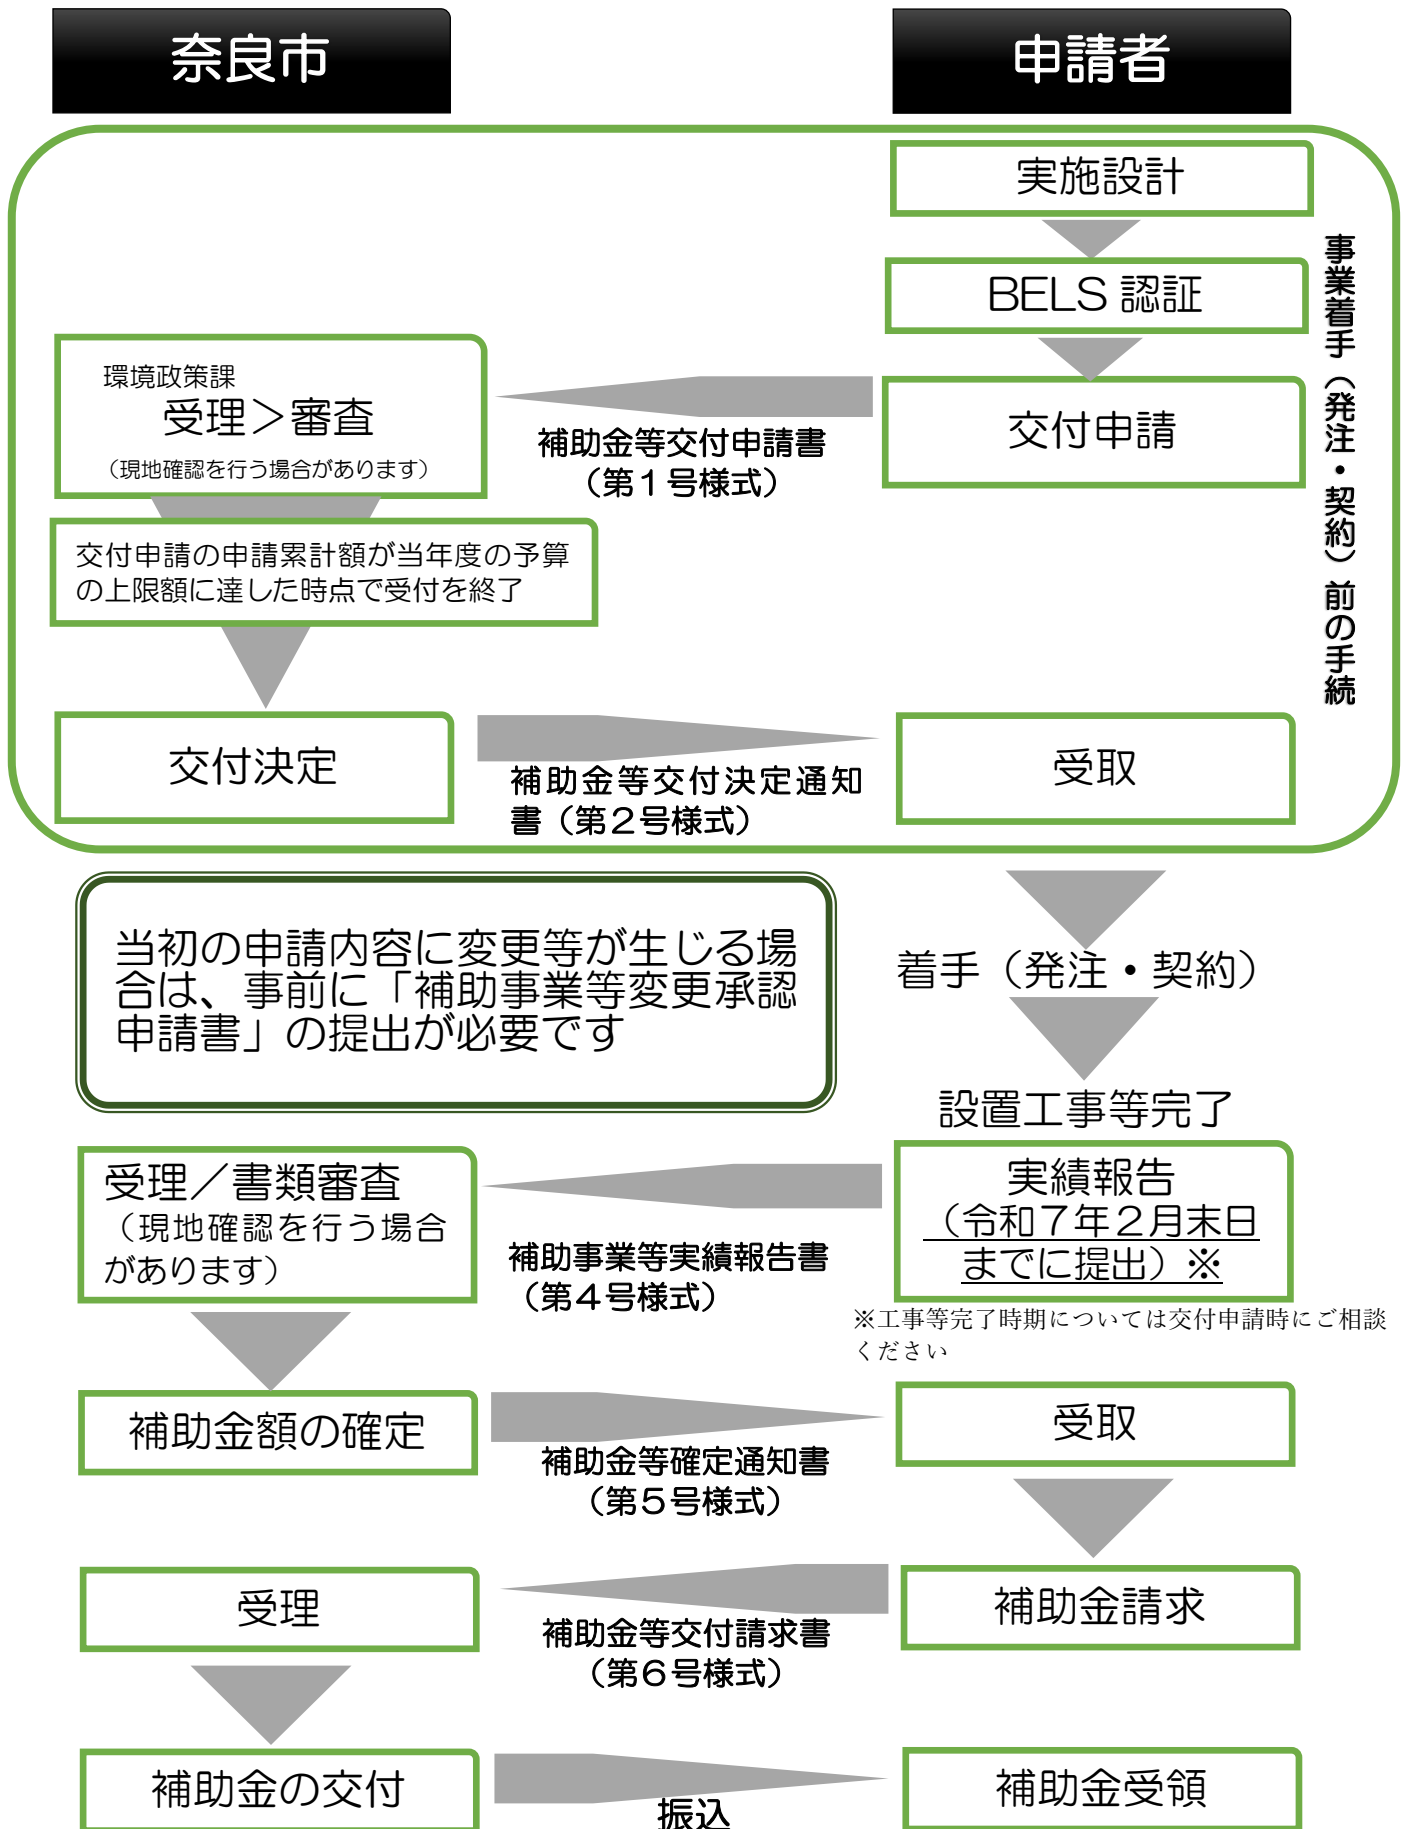 奈良市
申請者
実施設計
BELS 認証
事業着手（発注・契約）前の手続
環境政策課
受理＞審査
（現地確認を行う場合があります）
補助金等交付申請書
（第１号様式）
交付申請
交付申請の申請累計額が当年度の予算
の上限額に達した時点で受付を終了
交付決定
補助金等交付決定通知
書（第２号様式）
受取
当初の申請内容に変更等が生じる場
合は、事前に「補助事業等変更承認
申請書」の提出が必要です
着手（発注・契約）
設置工事等完了
受理／書類審査
（現地確認を行う場合
があります）
補助事業等実績報告書
（第４号様式）
実績報告
（令和７年２月末日
までに提出）※
※工事等完了時期については交付申請時にご相談
ください
補助金額の確定
補助金等確定通知書
（第５号様式）
受取
受理
補助金等交付請求書
（第６号様式）
補助金請求
補助金の交付
振込
補助金受領